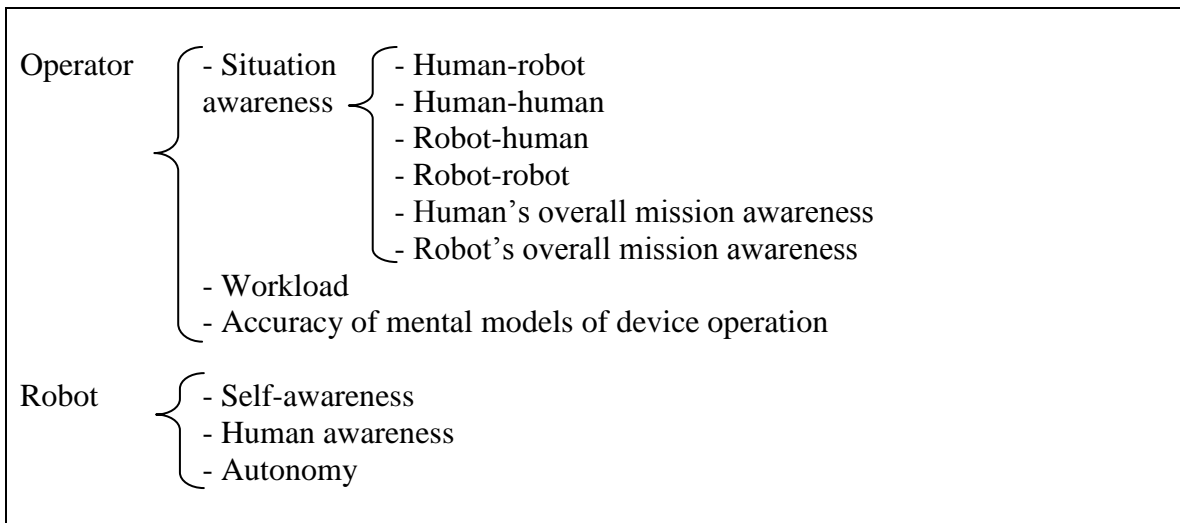 Operator - Situation - Human-robot
awareness - Human-human
- Robot-human
- Robot-robot
- Human’s overall mission awareness
- Robot’s overall mission awareness
- Workload
- Accuracy of mental models of device operation
Robot - Self-awareness
- Human awareness
- Autonomy